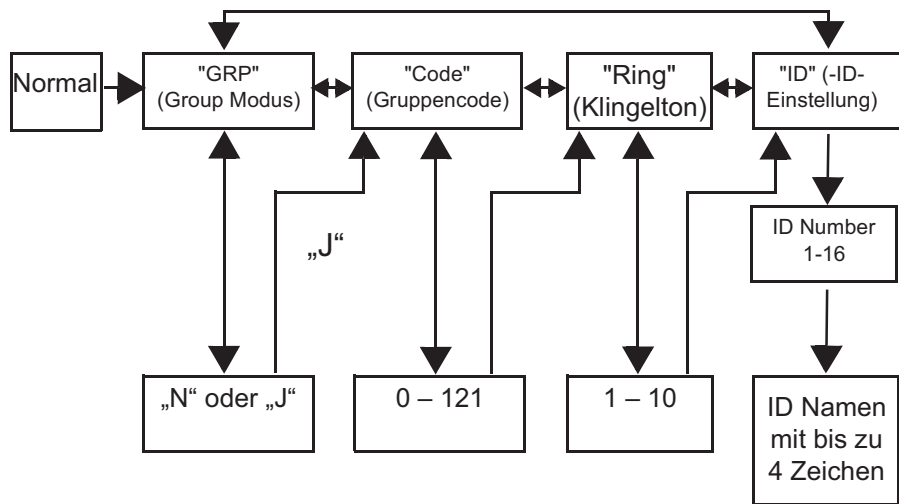 Normal
"GRP"
(Group Modus)
"Code"
(Gruppencode)
"Ring"
(Klingelton)
"ID" (-ID-
Einstellung)
„J“
ID Number
1-16
„N“ oder „J“
0 – 121
1 – 10
ID Namen
mit bis zu
4 Zeichen